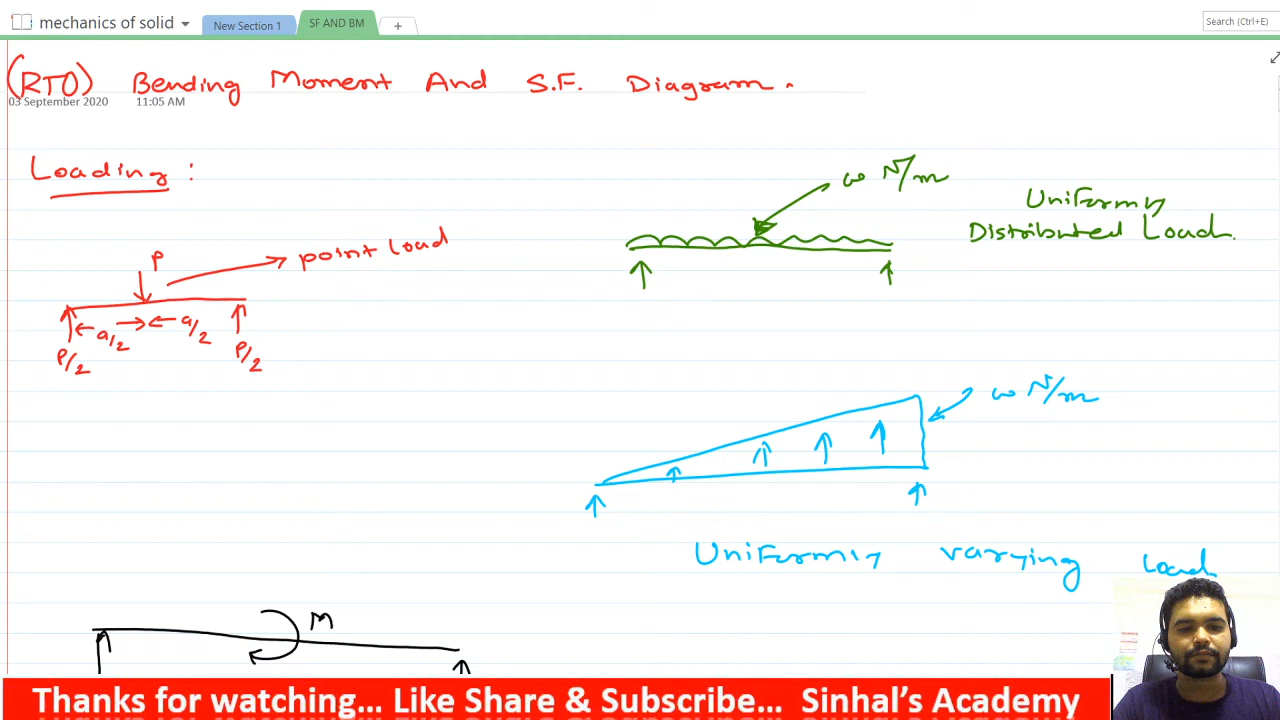 mechanics of solid
New Section 1
SF AND BM
+
Search (Ctrl+E)
(RTO) Bending Moment And S.F. Diagram.
03 September 2020 11:05 AM
Loading :
ω N/m
Uniformly
Distributed Load.
P
point load
a/2 a/2
P/2 P/2
ω N/m
Uniformly varying load
M
Thanks for watching... Like Share & Subscribe... Sinhal's Academy